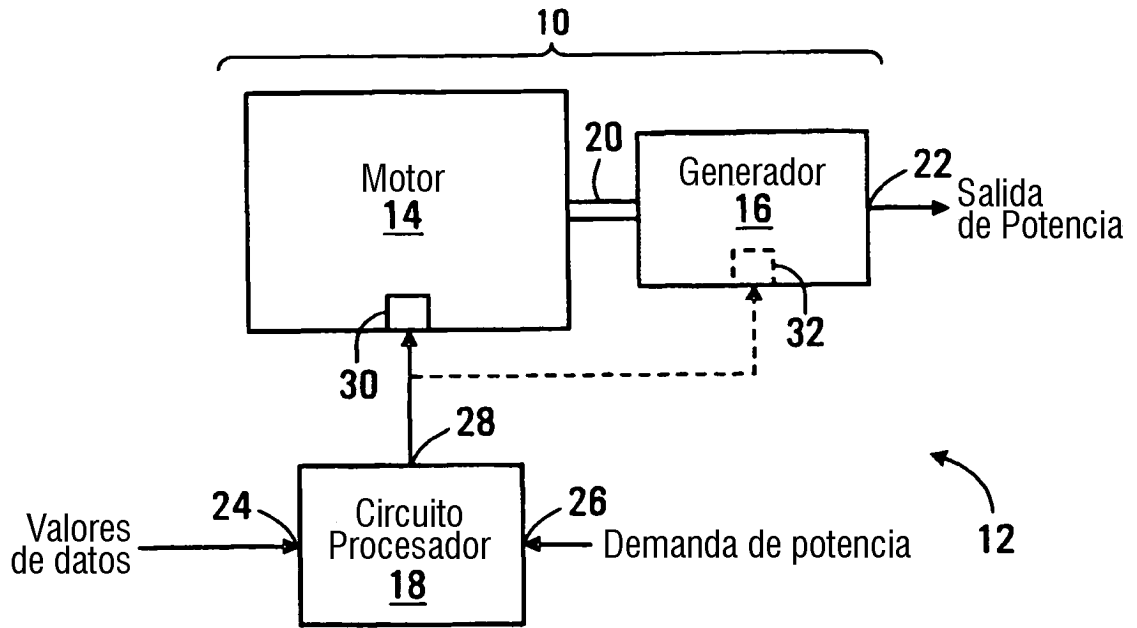 10
Motor
14
20
Generador
16
22
Salida
de Potencia
30
32
28
24
Circuito
Procesador
18
26
Valores
de datos
Demanda de potencia
12